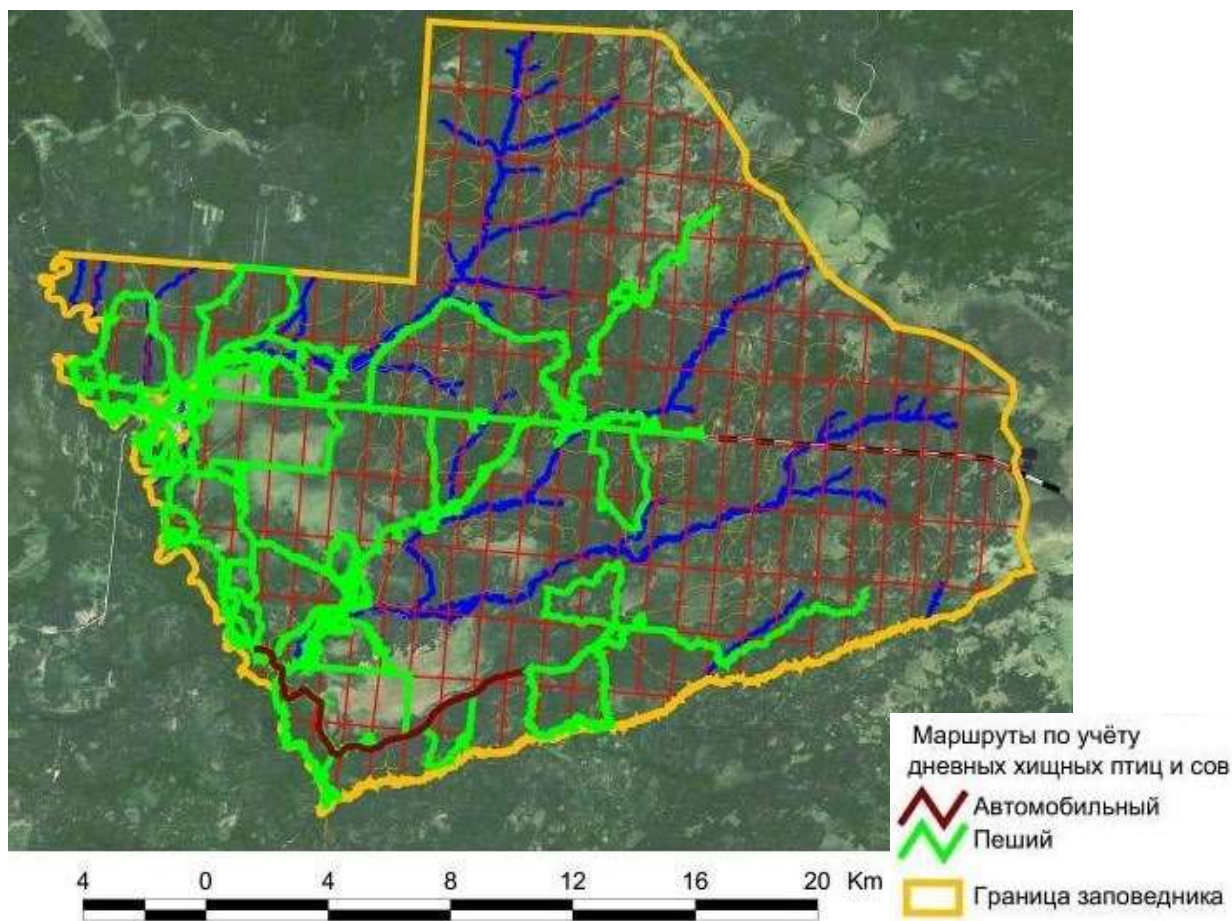 Маршруты по учёту
дневных хищных птиц и сов
Автомобильный
Пеший
Граница заповедника
4 0 4 8 12 16 20 Km